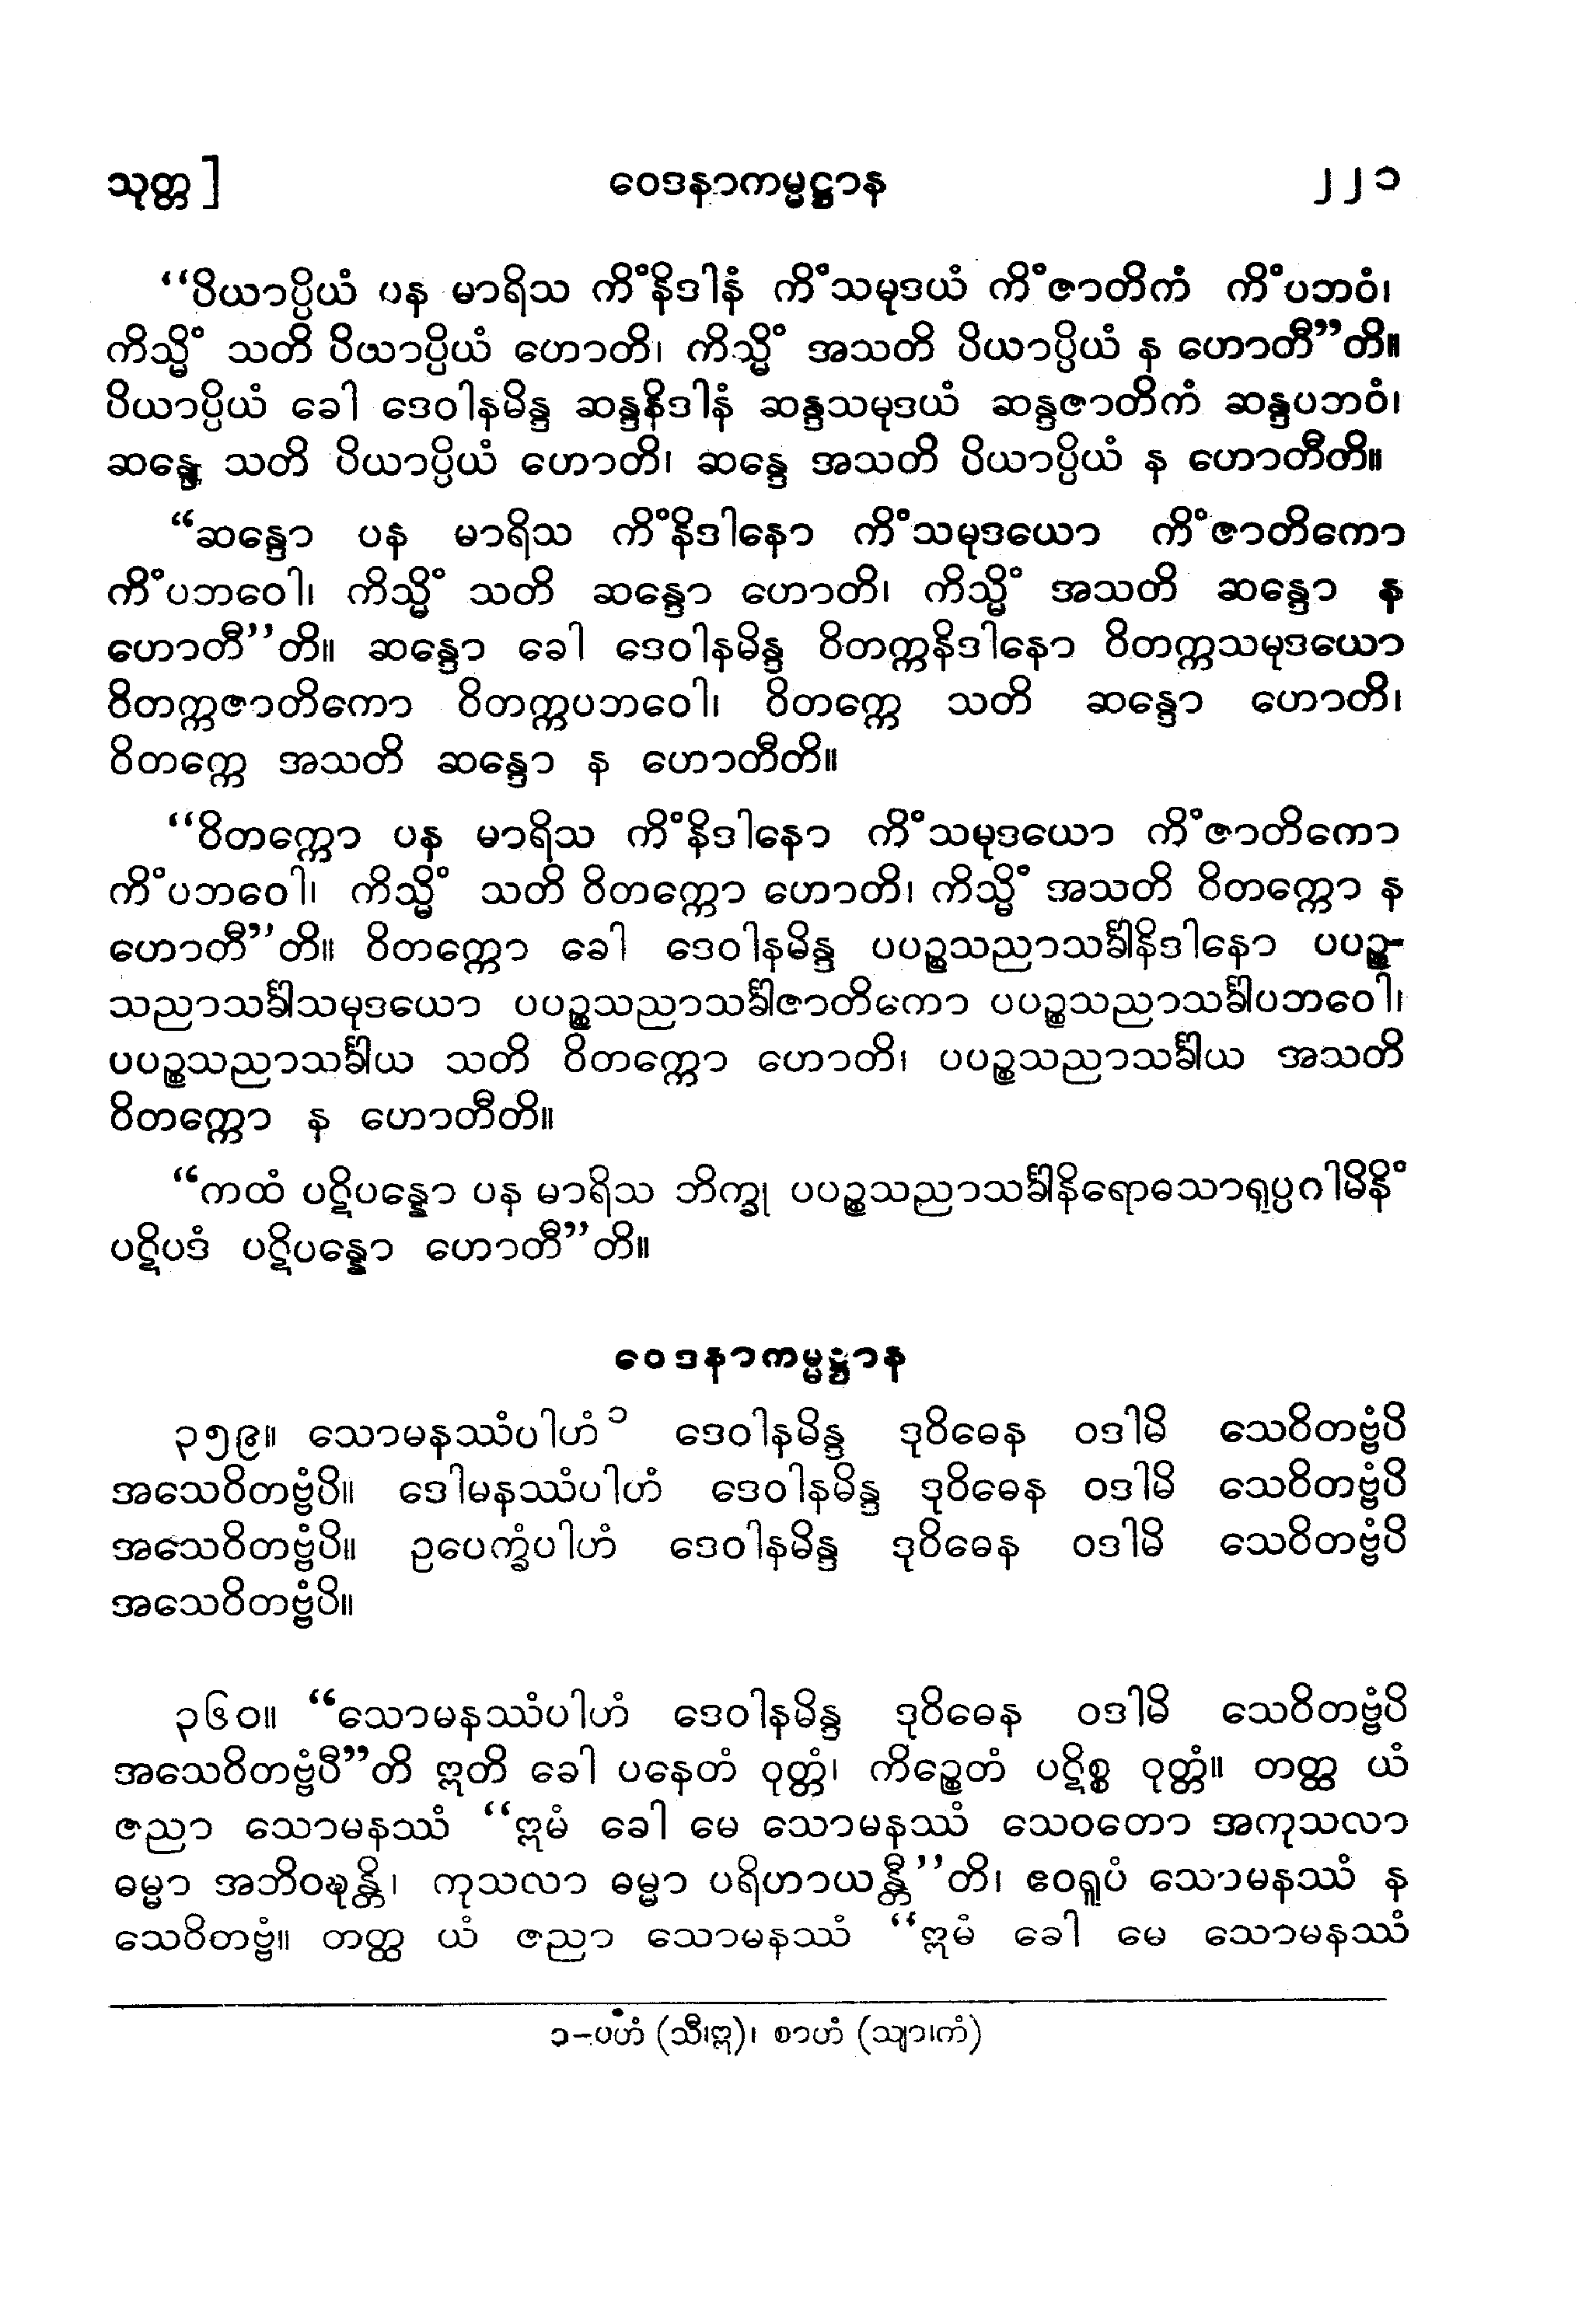 သုတ္တ ] ဝေဒနာကမ္မဋ္ဌာန ၂၂၁
‘‘ပိယာပ္ပိယံ ပန မာရိသ ကိံနိဒါနံ ကိံသမုဒယံ ကိံဇာတိကံ ကိံပဘဝံ၊
ကိသ္မိံ သတိ ပိယာပ္ပိယံ ဟောတိ၊ ကိသ္မိံ အသတိ ပိယာပ္ပိယံ န ဟောတီ”တိ။
ပိယာပ္ပိယံ ခေါ ဒေဝါနမိန္ဒ ဆန္ဒနိဒါနံ ဆန္ဒသမုဒယံ ဆန္ဒဇာတိကံ ဆန္ဒပဘဝံ၊
ဆန္ဒေ သတိ ပိယာပ္ပိယံ ဟောတိ၊ ဆန္ဒေ အသတိ ပိယာပ္ပိယံ န ဟောတီတိ။
“ဆန္ဒော ပန မာရိသ ကိံနိဒါနော ကိံသမုဒယော ကိံဇာတိကော
ကိံပဘဝေါ၊ ကိသ္မိံ သတိ ဆန္ဒော ဟောတိ၊ ကိသ္မိံ အသတိ ဆန္ဒော န
ဟောတီ’’တိ။ ဆန္ဒော ခေါ ဒေဝါနမိန္ဒ ဝိတက္ကနိဒါနော ဝိတက္ကသမုဒယော
ဝိတက္ကဇာတိကော ဝိတက္ကပဘဝေါ၊ ဝိတက္ကေ သတိ ဆန္ဒော ဟောတိ၊
ဝိတက္ကေ အသတိ ဆန္ဒော န ဟောတီတိ။
‘‘ဝိတက္ကော ပန မာရိသ ကိံနိဒါနော ကိံသမုဒယော ကိံဇာတိကော
ကိံပဘဝေါ၊ ကိသ္မိံ သတိ ဝိတက္ကော ဟောတိ၊ ကိသ္မိံ အသတိ ဝိတက္ကော န
ဟောတီ’’တိ။ ဝိတက္ကော ခေါ ဒေဝါနမိန္ဒ ပပဉ္စသညာသင်္ခါနိဒါနော ပပဉ္စ-
သညာသင်္ခါသမုဒယော ပပဉ္စသညာသင်္ခါဇာတိကော ပပဉ္စသညာသင်္ခါပဘဝေါ၊
ပပဉ္စသညာသင်္ခါယ သတိ ဝိတက္ကော ဟောတိ၊ ပပဉ္စသညာသင်္ခါယ အသတိ
ဝိတက္ကော န ဟောတီတိ။
“ကထံ ပဋိပန္နော ပန မာရိသ ဘိက္ခု ပပဉ္စသညာသင်္ခါနိရောဓသာရုပ္ပဂါမိနိံ
ပဋိပဒံ ပဋိပန္နော ဟောတီ”တိ။
ဝေဒနာကမ္မဋ္ဌာန
၃၅၉။ သောမနဿံပါဟံ၁ ဒေဝါနမိန္ဒ ဒုဝိဓေန ဝဒါမိ သေဝိတဗ္ဗံပိ
အသေဝိတဗ္ဗံပိ။ ဒေါမနဿံပါဟံ ဒေဝါနမိန္ဒ ဒုဝိဓေန ဝဒါမိ သေဝိတဗ္ဗံပိ
အသေဝိတဗ္ဗံပိ။ ဥပေက္ခံပါဟံ ဒေဝါနမိန္ဒ ဒုဝိဓေန ဝဒါမိ သေဝိတဗ္ဗံပိ
အသေဝိတဗ္ဗံပိ။
၃၆၀။ “သောမနဿံပါဟံ ဒေဝါနမိန္ဒ ဒုဝိဓေန ဝဒါမိ သေဝိတဗ္ဗံပိ
အသေဝိတဗ္ဗံပီ”တိ ဣတိ ခေါ ပနေတံ ဝုတ္တံ၊ ကိဉ္စေတံ ပဋိစ္စ ဝုတ္တံ။ တတ္ထ ယံ
ဇညာ သောမနဿံ ‘‘ဣမံ ခေါ မေ သောမနဿံ သေဝတော အကုသလာ
ဓမ္မာ အဘိဝဍ္ဎန္တိ၊ ကုသလာ ဓမ္မာ ပရိဟာယန္တီ’’တိ၊ ဧဝရူပံ သောမနဿံ န
သေဝိတဗ္ဗံ။ တတ္ထ ယံ ဇညာ သောမနဿံ ‘‘ဣမံ ခေါ မေ သောမနဿံ
၁–ပဟံ (သီ၊ဣ)၊ စာဟံ (သျာ၊ကံ)